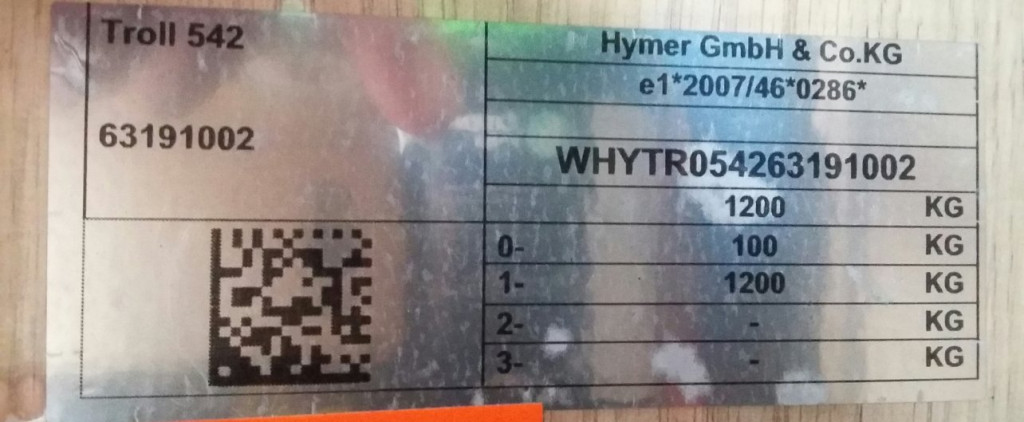 Troll 542
63191002
Hymer GmbH & Co.KG
e1*2007/46*0286*
WHYTR054263191002
1200 KG
0- 100 KG
1- 1200 KG
2- - KG
3- - KG